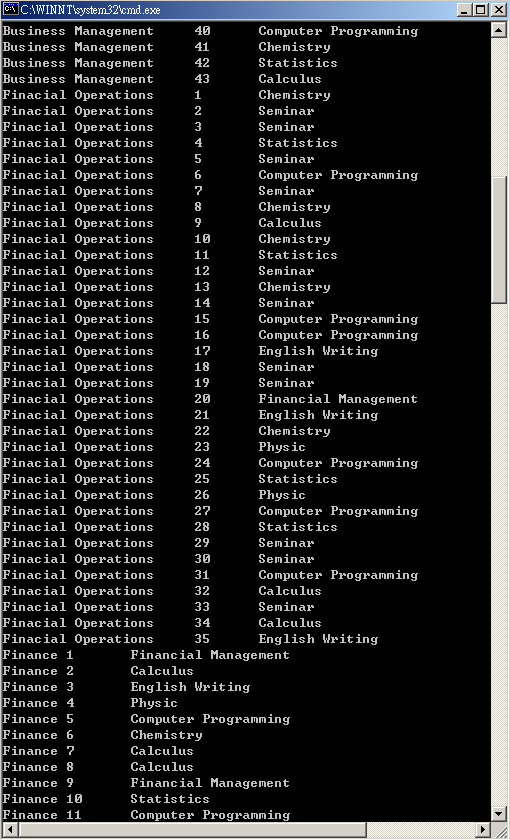 C:\WINNT\system32\cmd.exe
Business Management 40 Computer Programming
Business Management 41 Chemistry
Business Management 42 Statistics
Business Management 43 Calculus
Finacial Operations 1 Chemistry
Finacial Operations 2 Seminar
Finacial Operations 3 Seminar
Finacial Operations 4 Statistics
Finacial Operations 5 Seminar
Finacial Operations 6 Computer Programming
Finacial Operations 7 Seminar
Finacial Operations 8 Chemistry
Finacial Operations 9 Calculus
Finacial Operations 10 Chemistry
Finacial Operations 11 Statistics
Finacial Operations 12 Seminar
Finacial Operations 13 Chemistry
Finacial Operations 14 Seminar
Finacial Operations 15 Computer Programming
Finacial Operations 16 Computer Programming
Finacial Operations 17 English Writing
Finacial Operations 18 Seminar
Finacial Operations 19 Seminar
Finacial Operations 20 Financial Management
Finacial Operations 21 English Writing
Finacial Operations 22 Chemistry
Finacial Operations 23 Physic
Finacial Operations 24 Computer Programming
Finacial Operations 25 Statistics
Finacial Operations 26 Physic
Finacial Operations 27 Computer Programming
Finacial Operations 28 Statistics
Finacial Operations 29 Seminar
Finacial Operations 30 Seminar
Finacial Operations 31 Computer Programming
Finacial Operations 32 Calculus
Finacial Operations 33 Seminar
Finacial Operations 34 Calculus
Finacial Operations 35 English Writing
Finance 1 Financial Management
Finance 2 Calculus
Finance 3 English Writing
Finance 4 Physic
Finance 5 Computer Programming
Finance 6 Chemistry
Finance 7 Calculus
Finance 8 Calculus
Finance 9 Financial Management
Finance 10 Statistics
Finance 11 Computer Programming